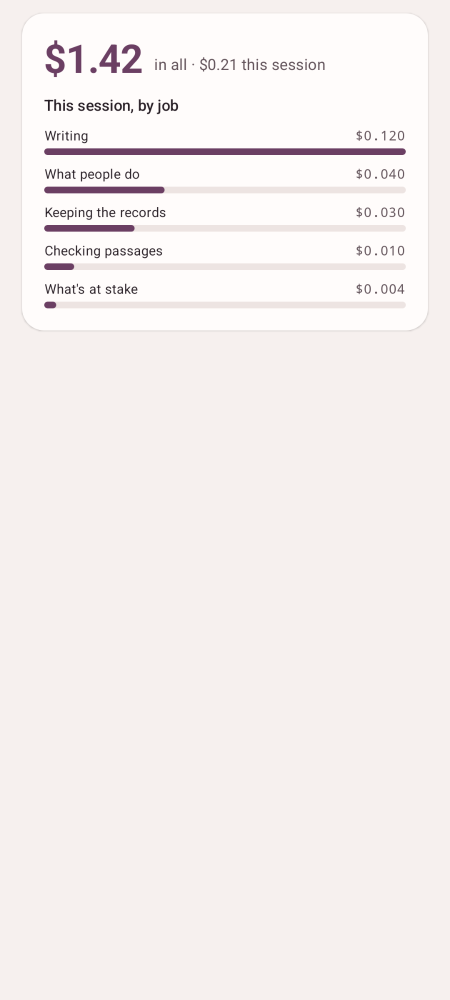 $1.42 in all · $0.21 this session
This session, by job
Writing $0.120
What people do $0.040
Keeping the records $0.030
Checking passages $0.010
What's at stake $0.004